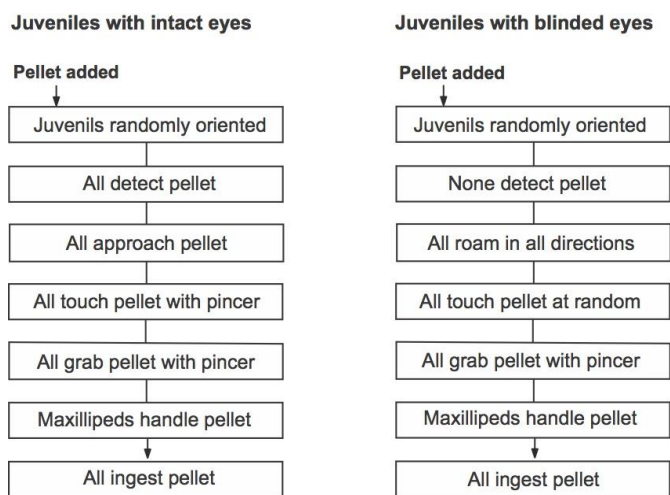 Juveniles with intact eyes
Pellet added
Juvenils randomly oriented
All detect pellet
All approach pellet
All touch pellet with pincer
All grab pellet with pincer
Maxillipeds handle pellet
All ingest pellet
Juveniles with blinded eyes
Pellet added
Juvenils randomly oriented
None detect pellet
All roam in all directions
All touch pellet at random
All grab pellet with pincer
Maxillipeds handle pellet
All ingest pellet